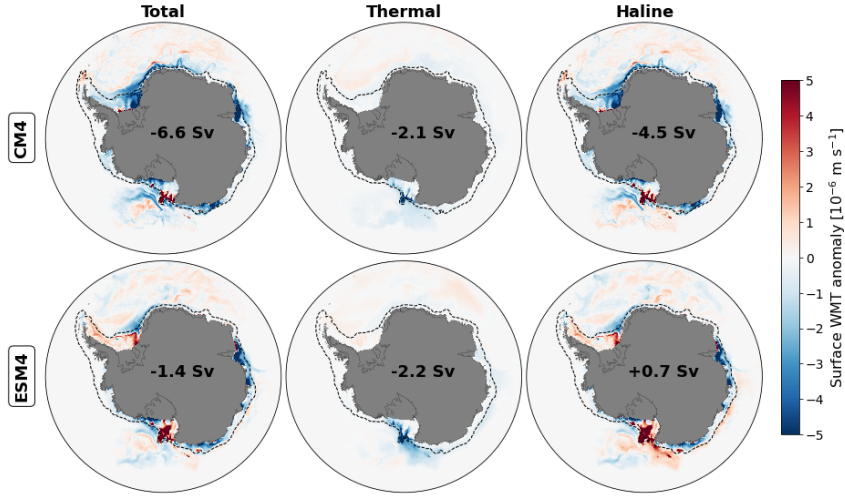 Total Thermal Haline
CM4
-6.6 Sv -2.1 Sv -4.5 Sv
ESM4
-1.4 Sv -2.2 Sv +0.7 Sv
5
4
3
2
1
0
−1
−2
−3
−4
−5
Surface WMT anomaly [10⁻⁶ m s⁻¹]